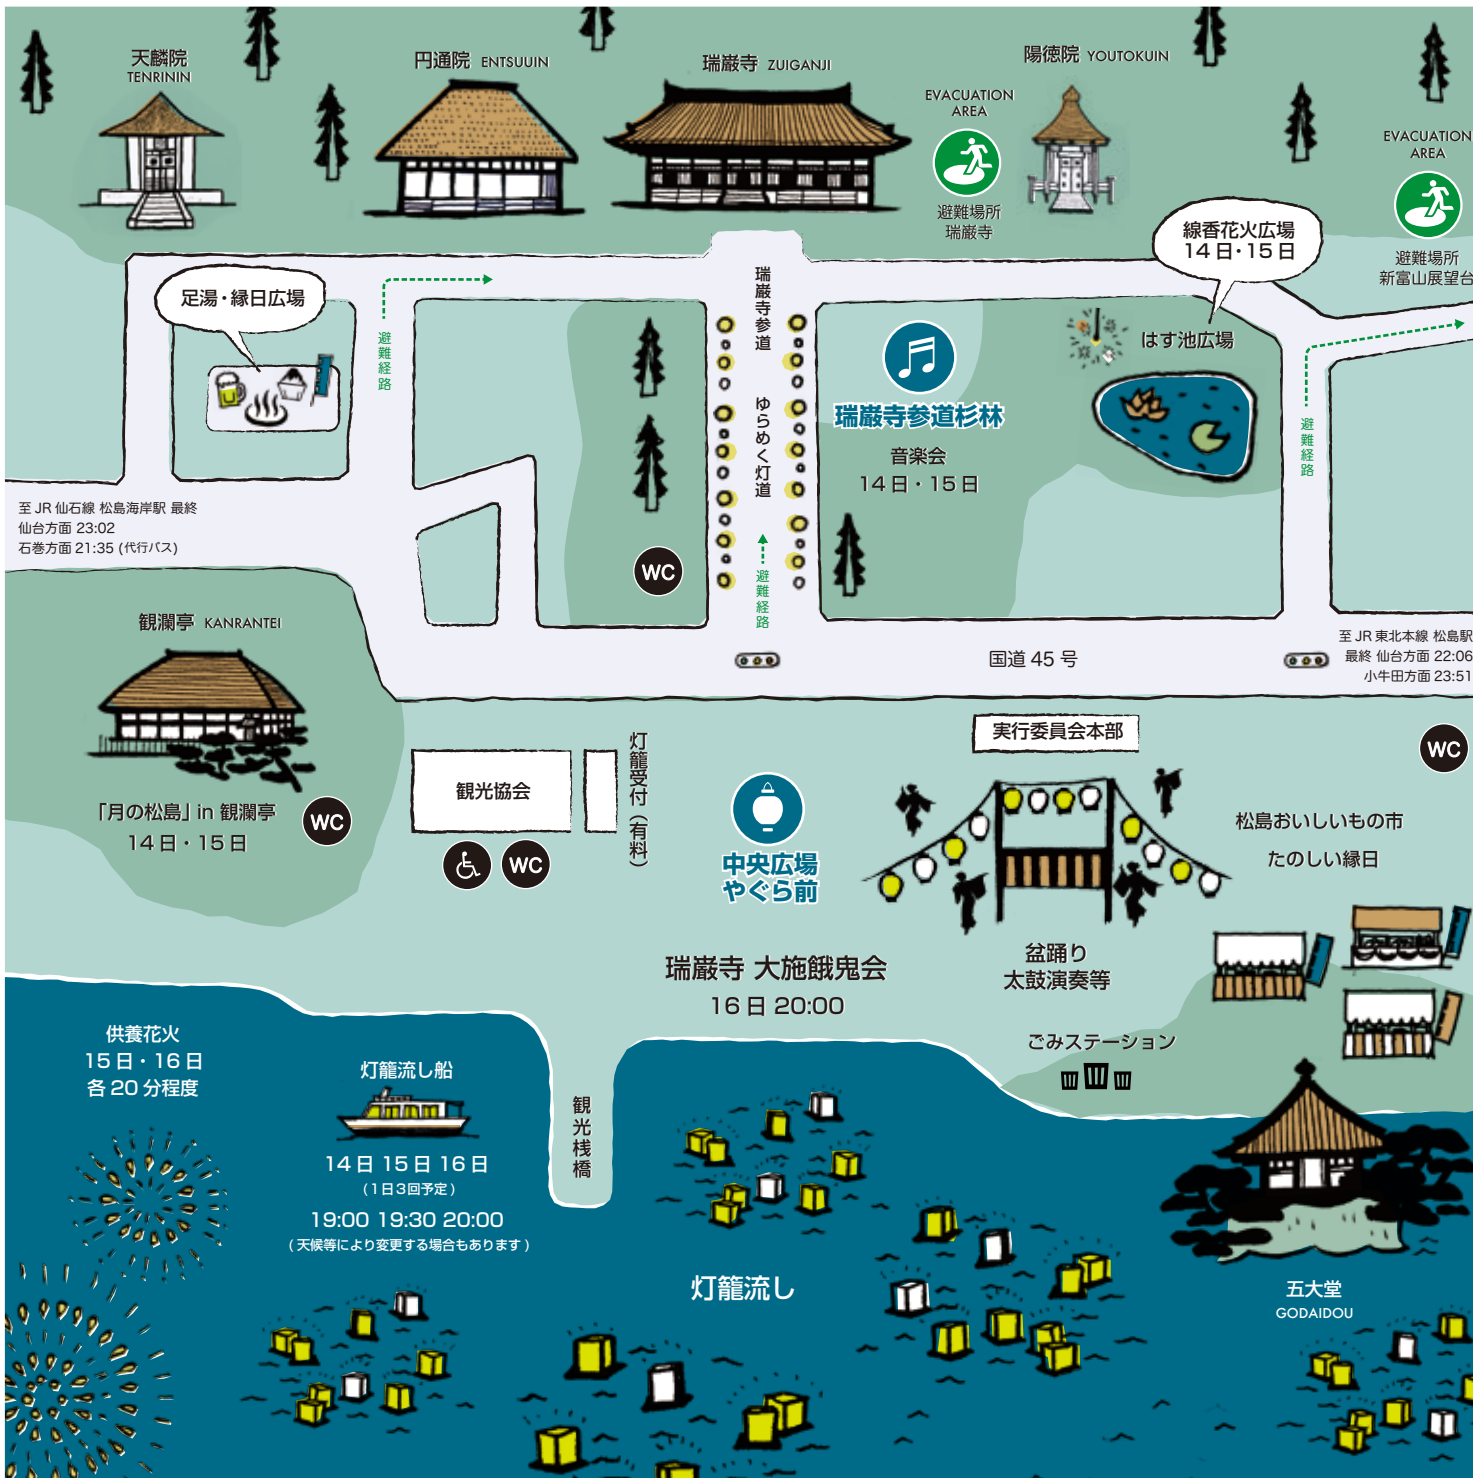 天麟院
TENRININ
円通院 ENTSUUIN
瑞巌寺 ZUIGANJI
陽徳院 YOUTOKUIN
EVACUATION
AREA
避難場所
瑞巌寺
EVACUATION
AREA
避難場所
新富山展望台
線香花火広場
14日・15日
足湯・縁日広場
避難経路
瑞巌寺参道
ゆらめく灯道
避難経路
瑞巌寺参道杉林
音楽会
14日・15日
はす池広場
避難経路
至JR仙石線 松島海岸駅 最終
仙台方面 23:02
石巻方面 21:35 (代行バス)
WC
国道45号
至JR東北本線 松島駅
最終 仙台方面 22:06
小牛田方面 23:51
観瀾亭 KANRANTEI
「月の松島」in 観瀾亭
14日・15日
WC
観光協会
灯籠受付（有料）
WC
中央広場
やぐら前
実行委員会本部
WC
松島おいしいもの市
たのしい縁日
盆踊り
太鼓演奏等
瑞巌寺 大施餓鬼会
16日 20:00
ごみステーション
供養花火
15日・16日
各20分程度
灯籠流し船
14日 15日 16日
(1日3回予定)
19:00 19:30 20:00
(天候等により変更する場合もあります)
観光桟橋
灯籠流し
五大堂
GODAIDOU